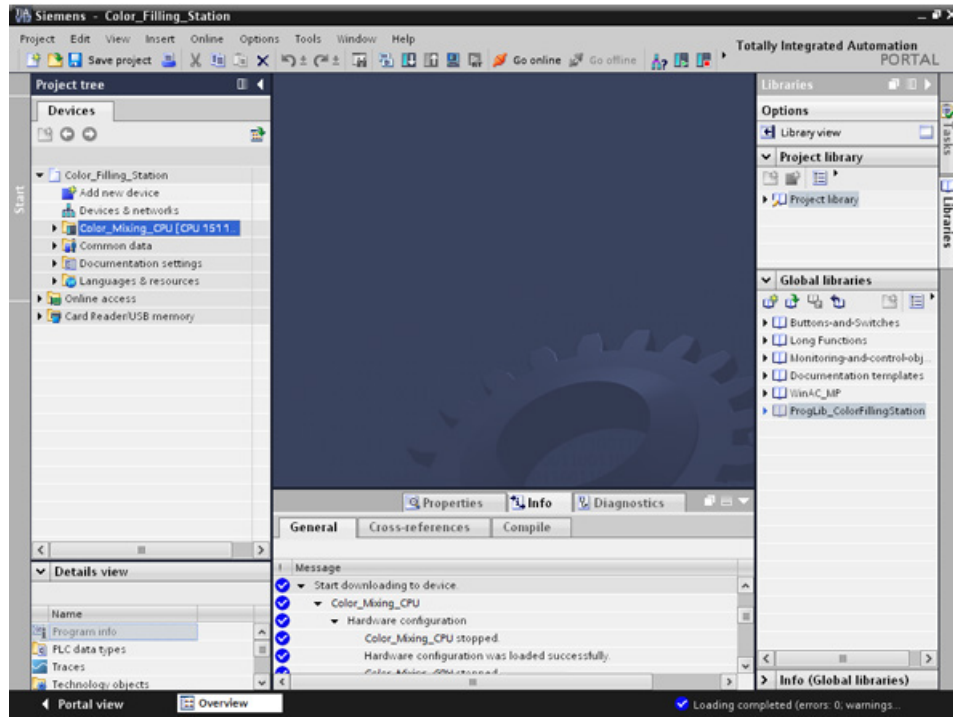 Siemens - Color_Filling_Station
Project Edit View Insert Online Options Tools Window Help
Totally Integrated Automation
PORTAL
Save project Go online Go offline
Project tree
Devices
Start
Color_Filling_Station
Add new device
Devices & networks
Color_Mixing_CPU [CPU 1511..
Common data
Documentation settings
Languages & resources
Online access
Card Reader/USB memory
Details view
Name
Program info
PLC data types
Traces
Technology objects
Properties Info Diagnostics
General Cross-references Compile
! Message
Start downloading to device.
Color_Mixing_CPU
Hardware configuration
Color_Mixing_CPU stopped.
Hardware configuration was loaded successfully.
Color_Mixing_CPU stopped.
Libraries
Options
Library view
Project library
Project library
Global libraries
Buttons-and-Switches
Long Functions
Monitoring-and-control-obj...
Documentation templates
WinAC_MP
ProgLib_ColorFillingStation
Info (Global libraries)
Tasks
Libraries
Portal view Overview
Loading completed (errors: 0; warnings...